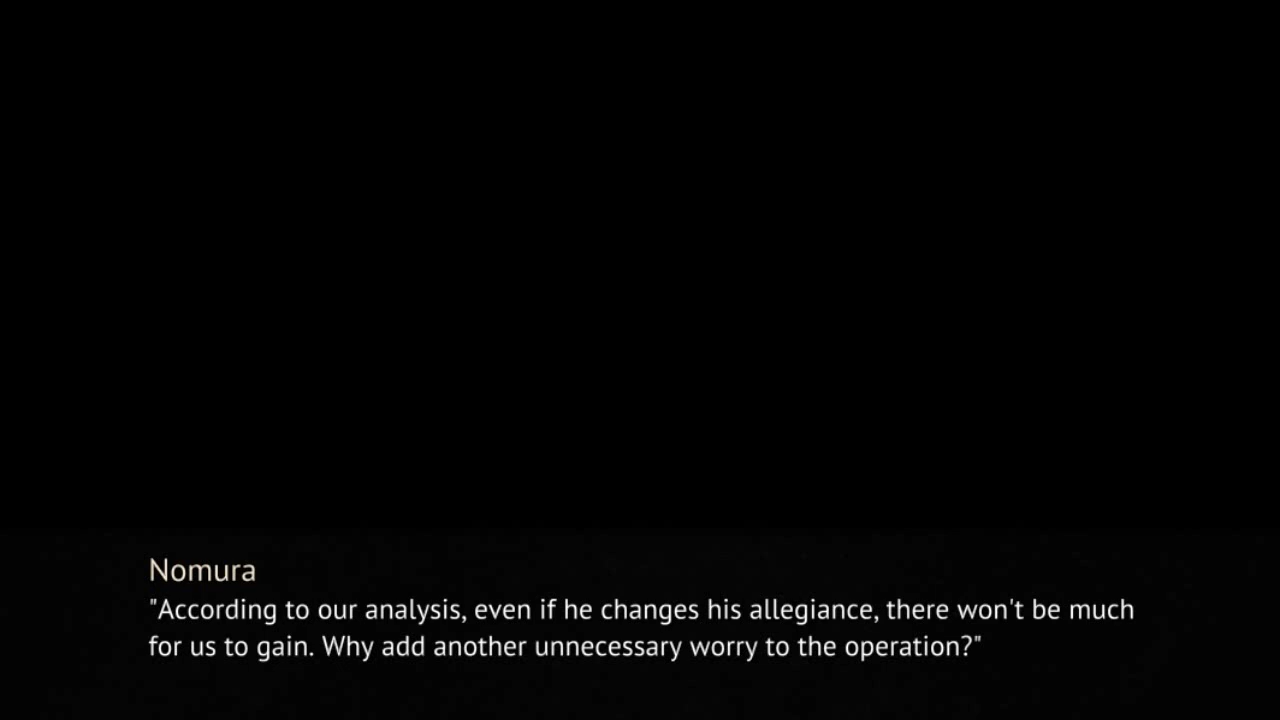 Nomura
"According to our analysis, even if he changes his allegiance, there won't be much
for us to gain. Why add another unnecessary worry to the operation?"